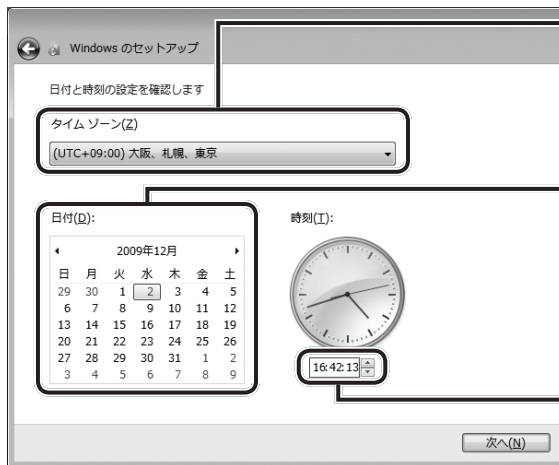 Windows のセットアップ
日付と時刻の設定を確認します
タイム ゾーン(Z)
(UTC+09:00) 大阪、札幌、東京
日付(D):
時刻(T):
2009年12月
日 月 火 水 木 金 土
29 30 1 2 3 4 5
6 7 8 9 10 11 12
13 14 15 16 17 18 19
20 21 22 23 24 25 26
27 28 29 30 31 1 2
3 4 5 6 7 8 9
16:42:13
次へ(N)